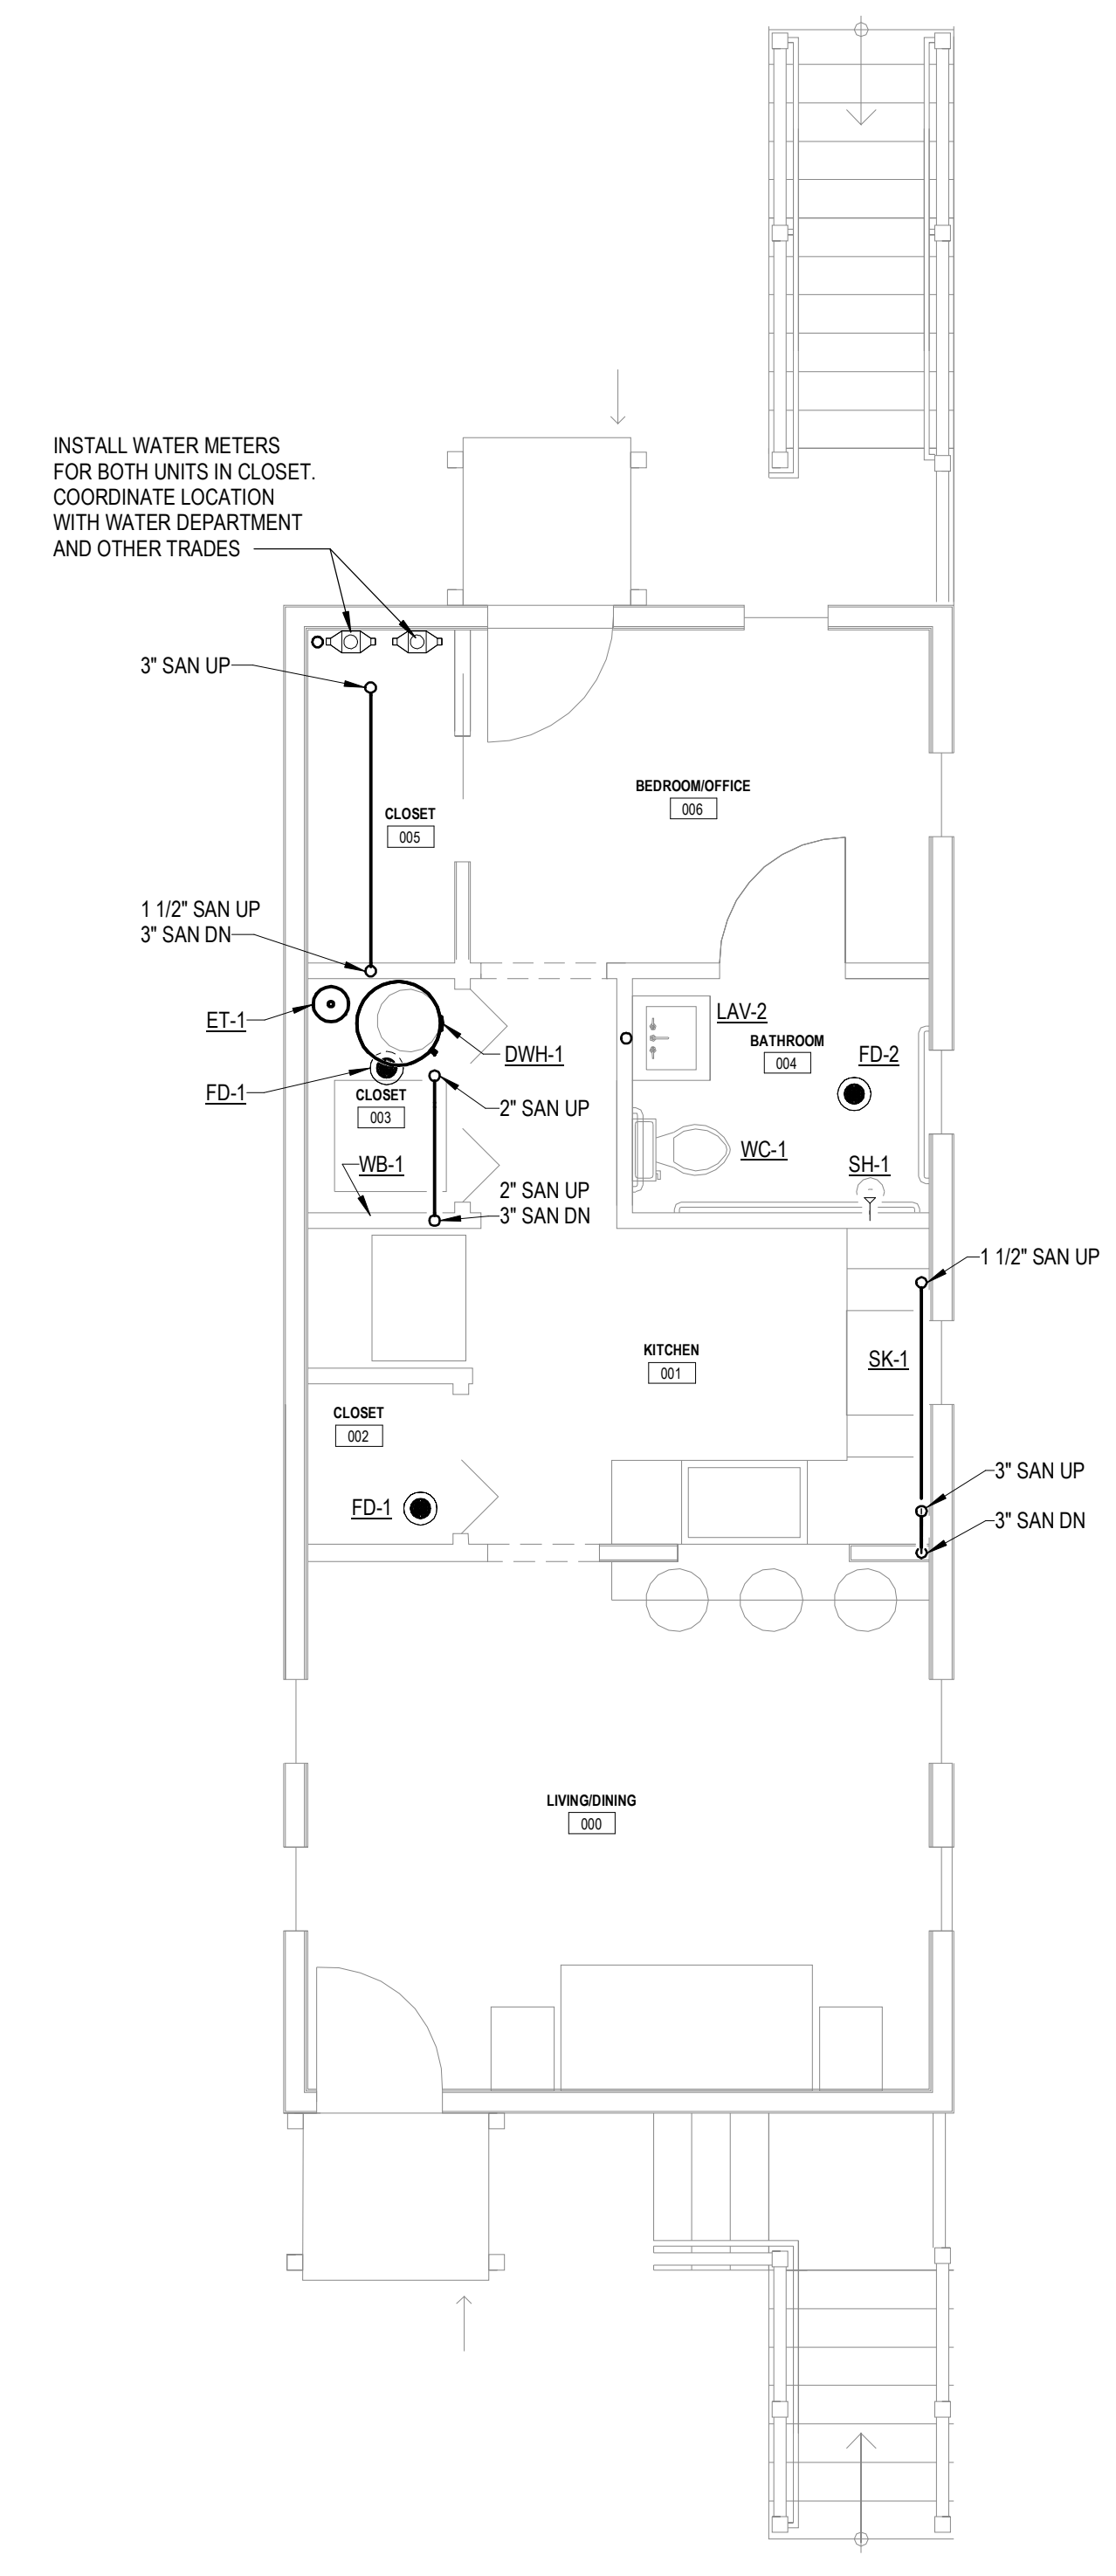 INSTALL WATER METERS
FOR BOTH UNITS IN CLOSET.
COORDINATE LOCATION
WITH WATER DEPARTMENT
AND OTHER TRADES
3" SAN UP
BEDROOM/OFFICE
006
CLOSET
005
1 1/2" SAN UP
3" SAN DN
ET-1
LAV-2
BATHROOM
004
DWH-1
FD-2
FD-1
CLOSET
003
2" SAN UP
WC-1
WB-1
SH-1
2" SAN UP
3" SAN DN
1 1/2" SAN UP
KITCHEN
001
SK-1
CLOSET
002
3" SAN UP
FD-1
3" SAN DN
LIVING/DINING
000